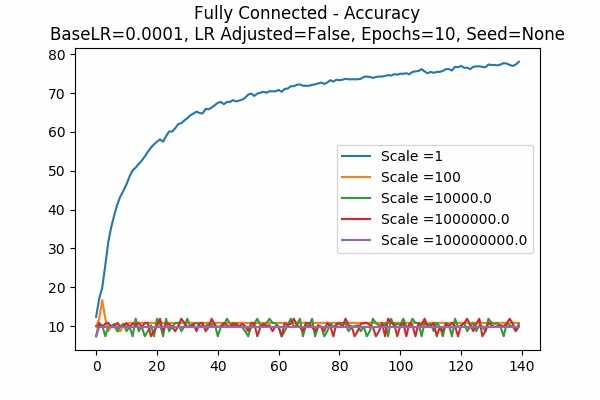 Fully Connected - Accuracy
BaseLR=0.0001, LR Adjusted=False, Epochs=10, Seed=None
80
70
60
50
40
30
20
10
Scale =1
Scale =100
Scale =10000.0
Scale =1000000.0
Scale =100000000.0
0 20 40 60 80 100 120 140